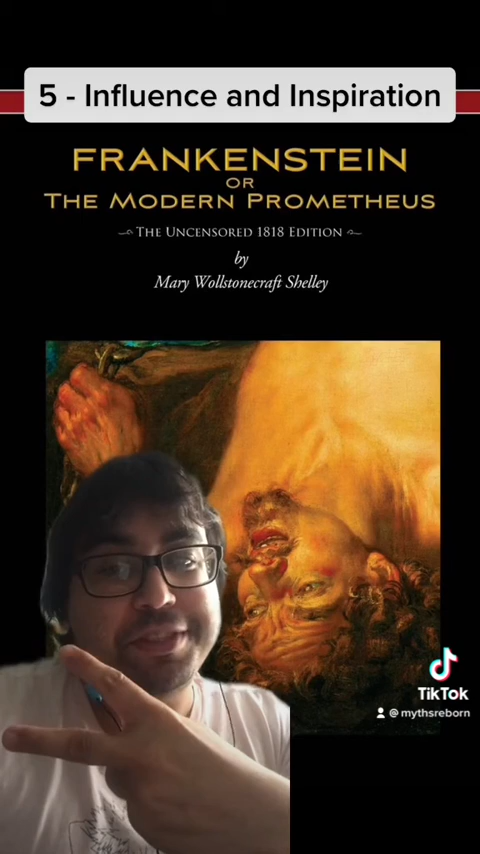 5 - Influence and Inspiration
FRANKENSTEIN
OR
THE MODERN PROMETHEUS
THE UNCENSORED 1818 EDITION
by
Mary Wollstonecraft Shelley
TikTok
@mythsreborn